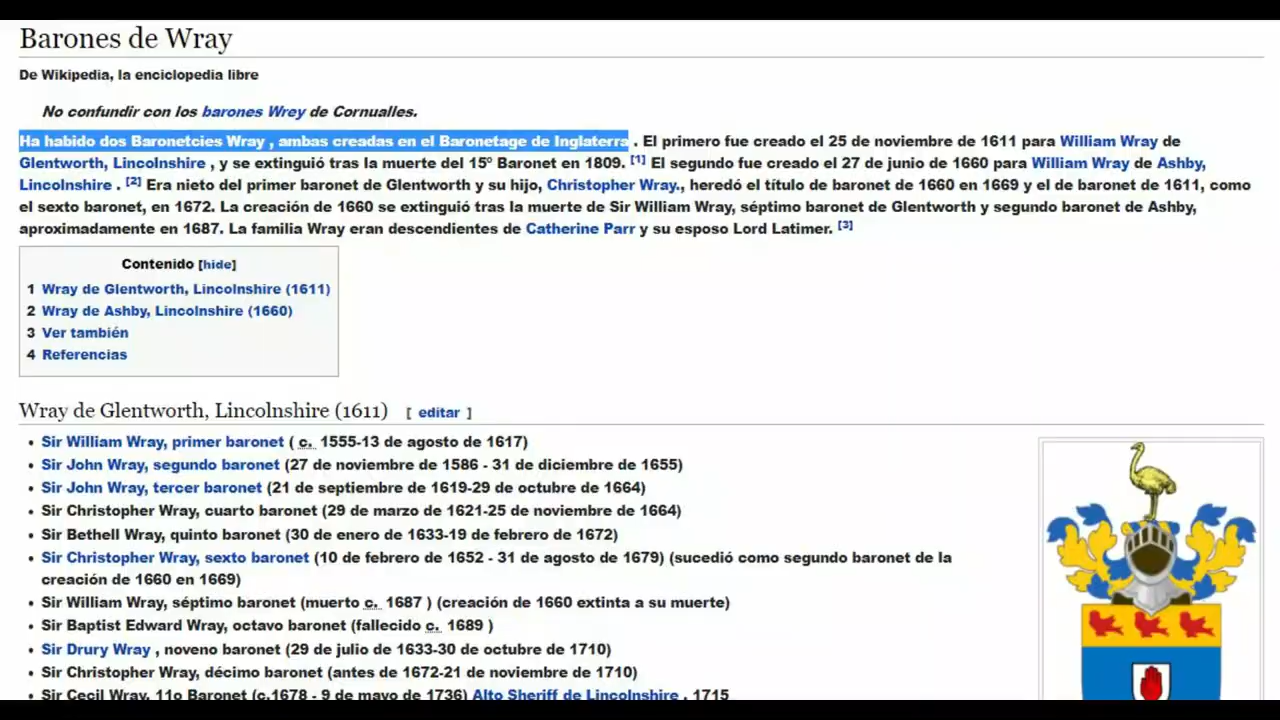 Barones de Wray
De Wikipedia, la enciclopedia libre
No confundir con los barones Wrey de Cornualles.
Ha habido dos Baronetcies Wray , ambas creadas en el Baronetage de Inglaterra . El primero fue creado el 25 de noviembre de 1611 para William Wray de
Glentworth, Lincolnshire , y se extinguió tras la muerte del 15º Baronet en 1809. [1] El segundo fue creado el 27 de junio de 1660 para William Wray de Ashby,
Lincolnshire . [2] Era nieto del primer baronet de Glentworth y su hijo, Christopher Wray., heredó el título de baronet de 1660 en 1669 y el de baronet de 1611, como
el sexto baronet, en 1672. La creación de 1660 se extinguió tras la muerte de Sir William Wray, séptimo baronet de Glentworth y segundo baronet de Ashby,
aproximadamente en 1687. La familia Wray eran descendientes de Catherine Parr y su esposo Lord Latimer. [3]
Contenido [hide]
1 Wray de Glentworth, Lincolnshire (1611)
2 Wray de Ashby, Lincolnshire (1660)
3 Ver también
4 Referencias
Wray de Glentworth, Lincolnshire (1611) [ editar ]
• Sir William Wray, primer baronet ( c. 1555-13 de agosto de 1617)
• Sir John Wray, segundo baronet (27 de noviembre de 1586 - 31 de diciembre de 1655)
• Sir John Wray, tercer baronet (21 de septiembre de 1619-29 de octubre de 1664)
• Sir Christopher Wray, cuarto baronet (29 de marzo de 1621-25 de noviembre de 1664)
• Sir Bethell Wray, quinto baronet (30 de enero de 1633-19 de febrero de 1672)
• Sir Christopher Wray, sexto baronet (10 de febrero de 1652 - 31 de agosto de 1679) (sucedió como segundo baronet de la
creación de 1660 en 1669)
• Sir William Wray, séptimo baronet (muerto c. 1687 ) (creación de 1660 extinta a su muerte)
• Sir Baptist Edward Wray, octavo baronet (fallecido c. 1689 )
• Sir Drury Wray , noveno baronet (29 de julio de 1633-30 de octubre de 1710)
• Sir Christopher Wray, décimo baronet (antes de 1672-21 de noviembre de 1710)
• Sir Cecil Wray, 11o Baronet (c.1678 - 9 de mayo de 1736) Alto Sheriff de Lincolnshire , 1715